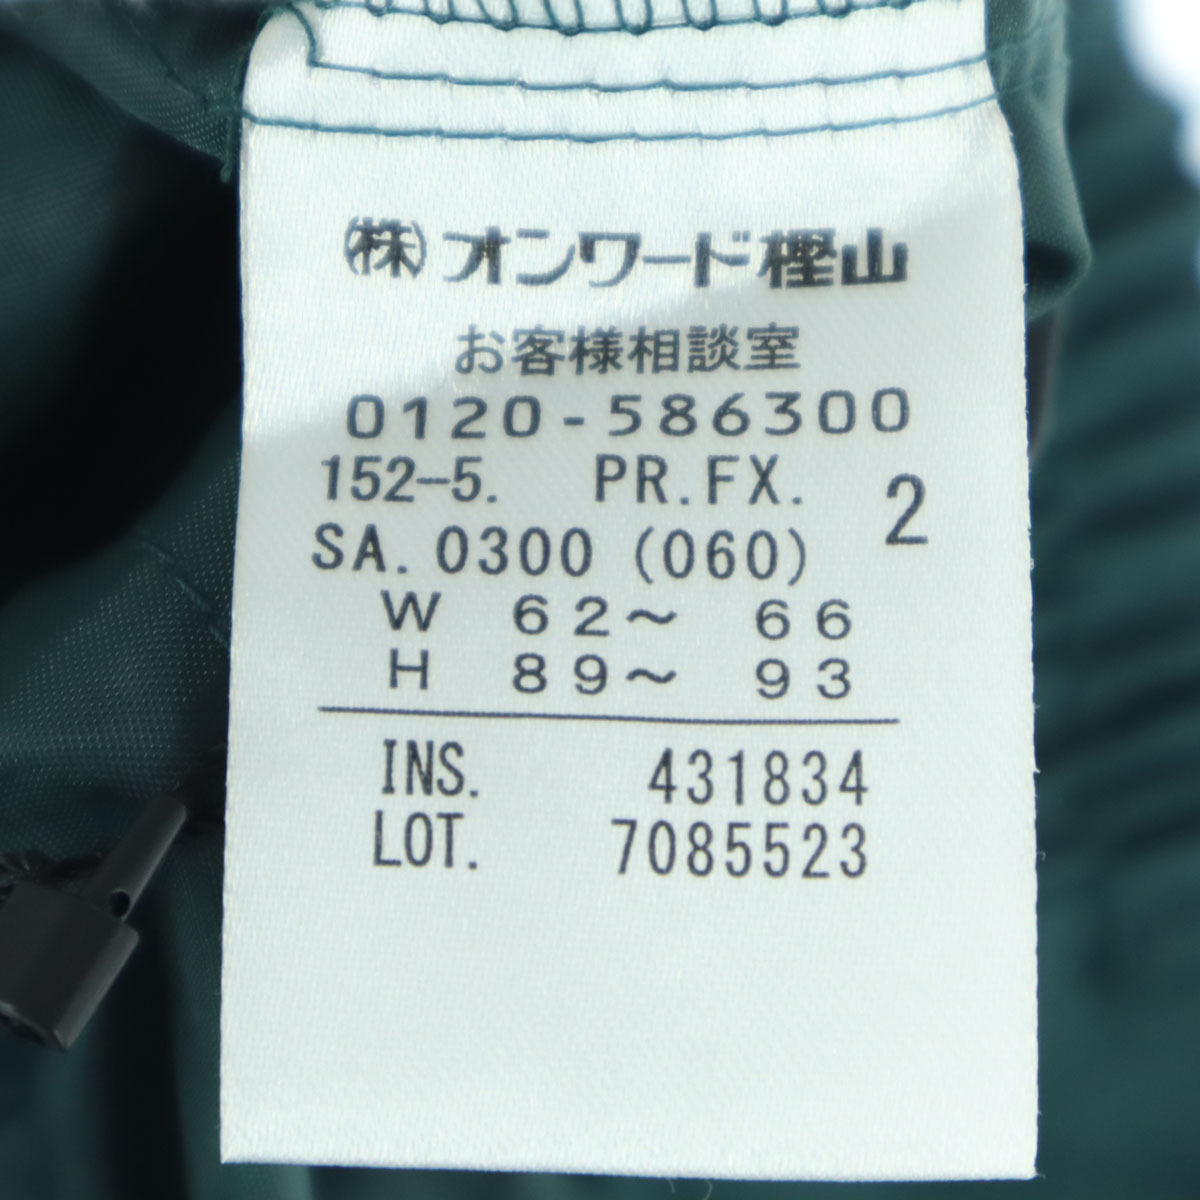 ㈱オンワード樫山
お客様相談室
0120-586300
152-5. PR.FX. 2
SA.0300(060)
W 62～ 66
H 89～ 93
INS. 431834
LOT. 7085523